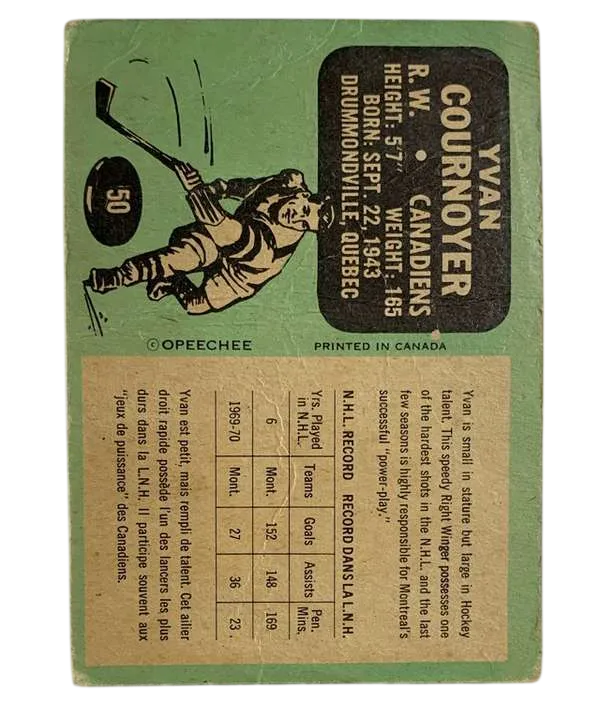 YVAN
COURNOYER
R.W. • CANADIENS
HEIGHT: 5'7" WEIGHT: 165
BORN: SEPT. 22, 1943
DRUMMONDVILLE, QUEBEC
50
© OPEECHEE PRINTED IN CANADA
Yvan is small in stature but large in Hockey
talent. This speedy Right Winger possesses one
of the hardest shots in the N.H.L. and the last
few seasons is highly responsible for Montreal's
successful "power-play."
N.H.L. RECORD RECORD DANS LA L.N.H.
Yrs. Played in N.H.L. Teams Goals Assists Pen. Mins.
6 Mont. 152 148 169
1969-70 Mont. 27 36 23
Yvan est petit, mais rempli de talent. Cet ailier
droit rapide possède l'un des lancers les plus
durs dans la L.N.H. Il participe souvent aux
"jeux de puissance" des Canadiens.